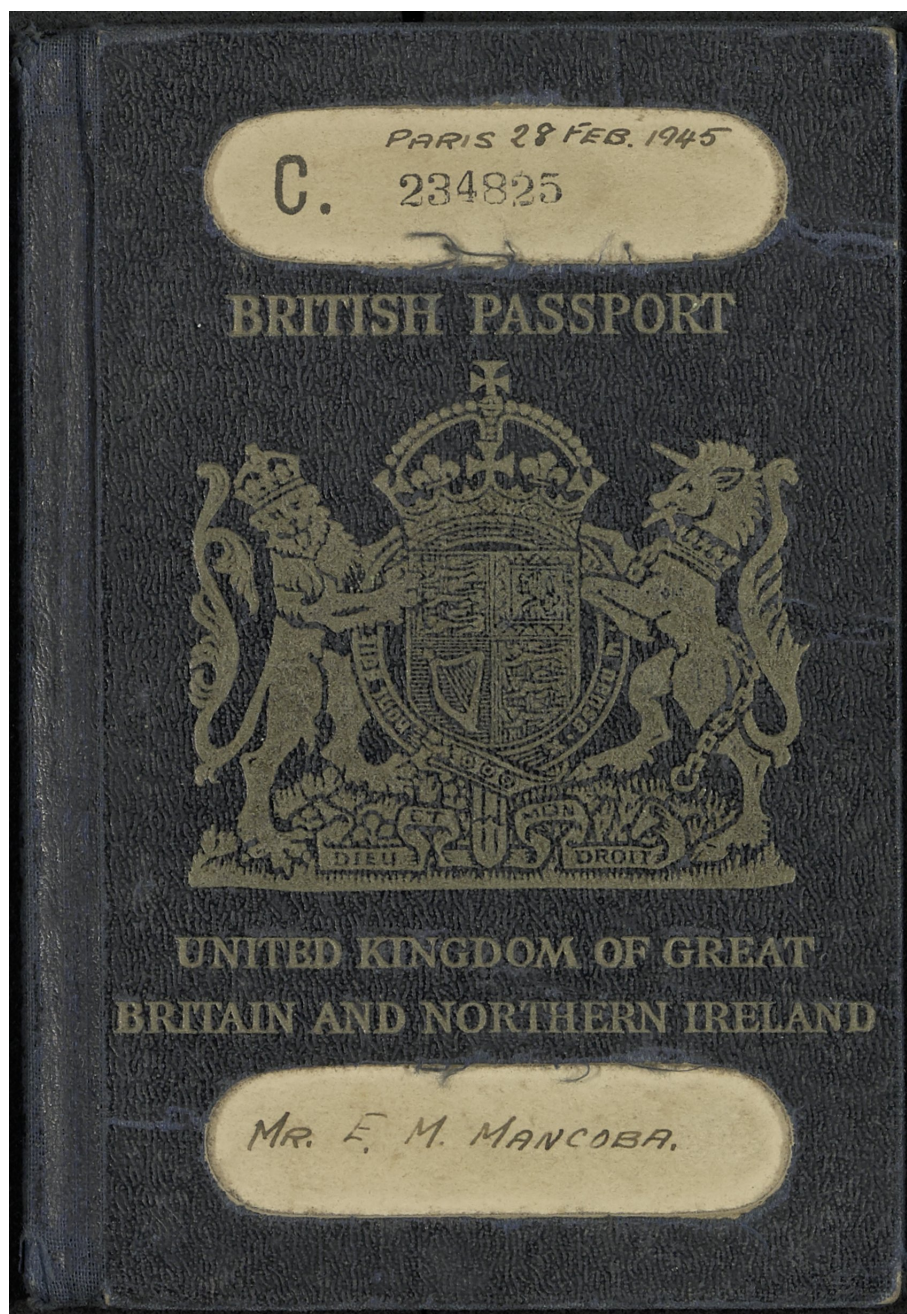 PARIS 28 FEB. 1945
C. 234825
BRITISH PASSPORT
DIEU ET MON DROIT
UNITED KINGDOM OF GREAT
BRITAIN AND NORTHERN IRELAND
MR. E. M. MANCOBA.